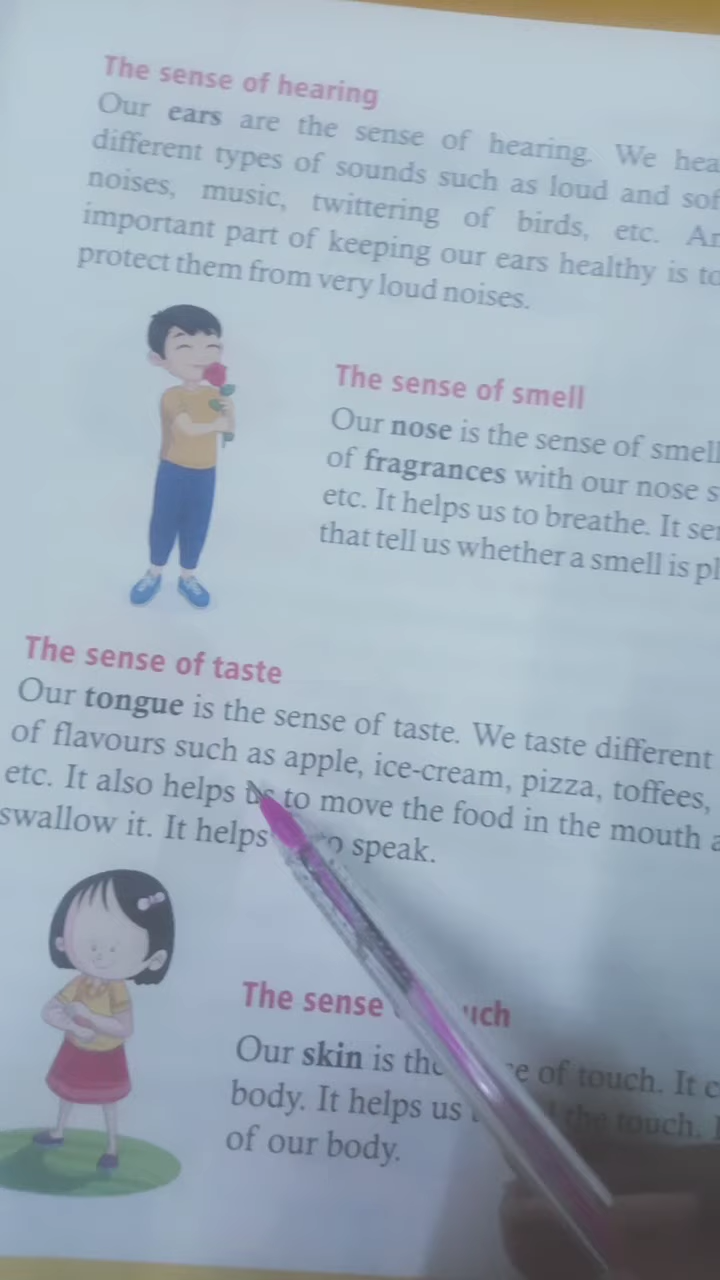 The sense of hearing
Our ears are the sense of hearing. We hea
different types of sounds such as loud and sof
noises, music, twittering of birds, etc. An
important part of keeping our ears healthy is to
protect them from very loud noises.
The sense of smell
Our nose is the sense of smell
of fragrances with our nose s
etc. It helps us to breathe. It se
that tell us whether a smell is pl
The sense of taste
Our tongue is the sense of taste. We taste different
of flavours such as apple, ice-cream, pizza, toffees,
etc. It also helps us to move the food in the mouth a
swallow it. It helps to speak.
The sense uch
Our skin is the of touch. It c
body. It helps us the touch.
of our body.